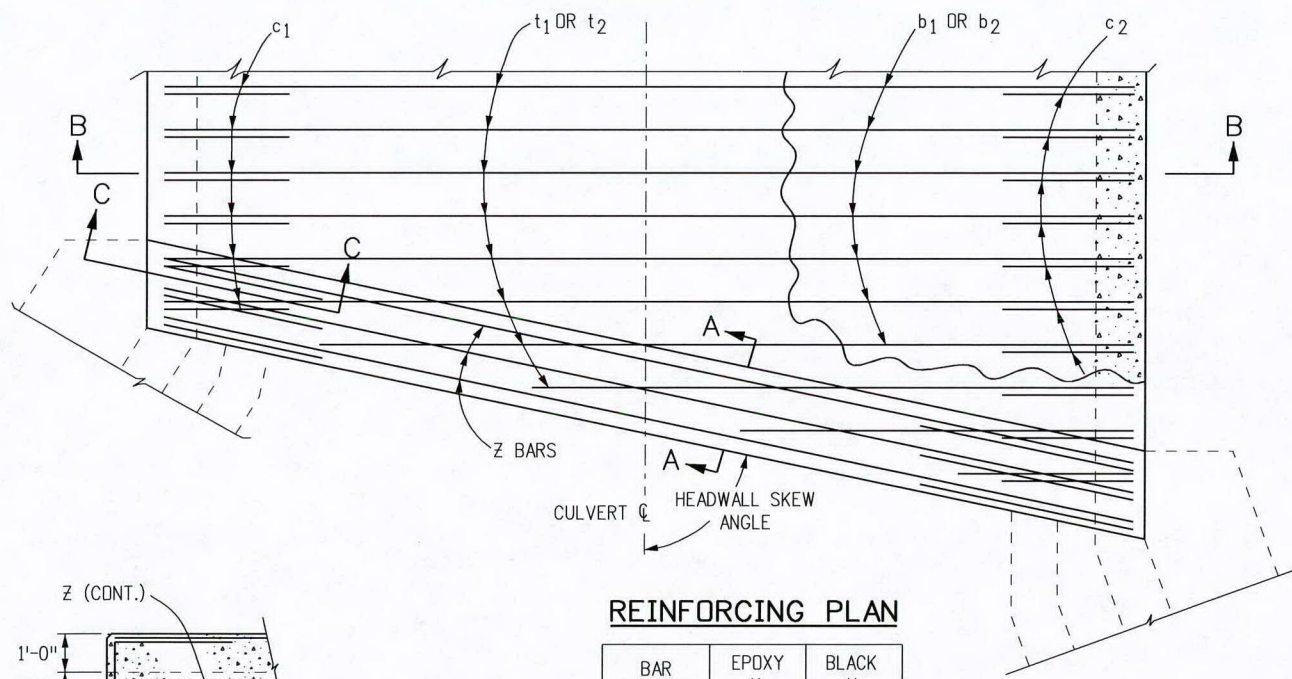 c1
t1 OR t2
b1 OR b2
c2
B
B
C
C
A
A
Z BARS
CULVERT ℄
HEADWALL SKEW
ANGLE
REINFORCING PLAN
Z (CONT.)
1'-0"
BAR
EPOXY
BLACK